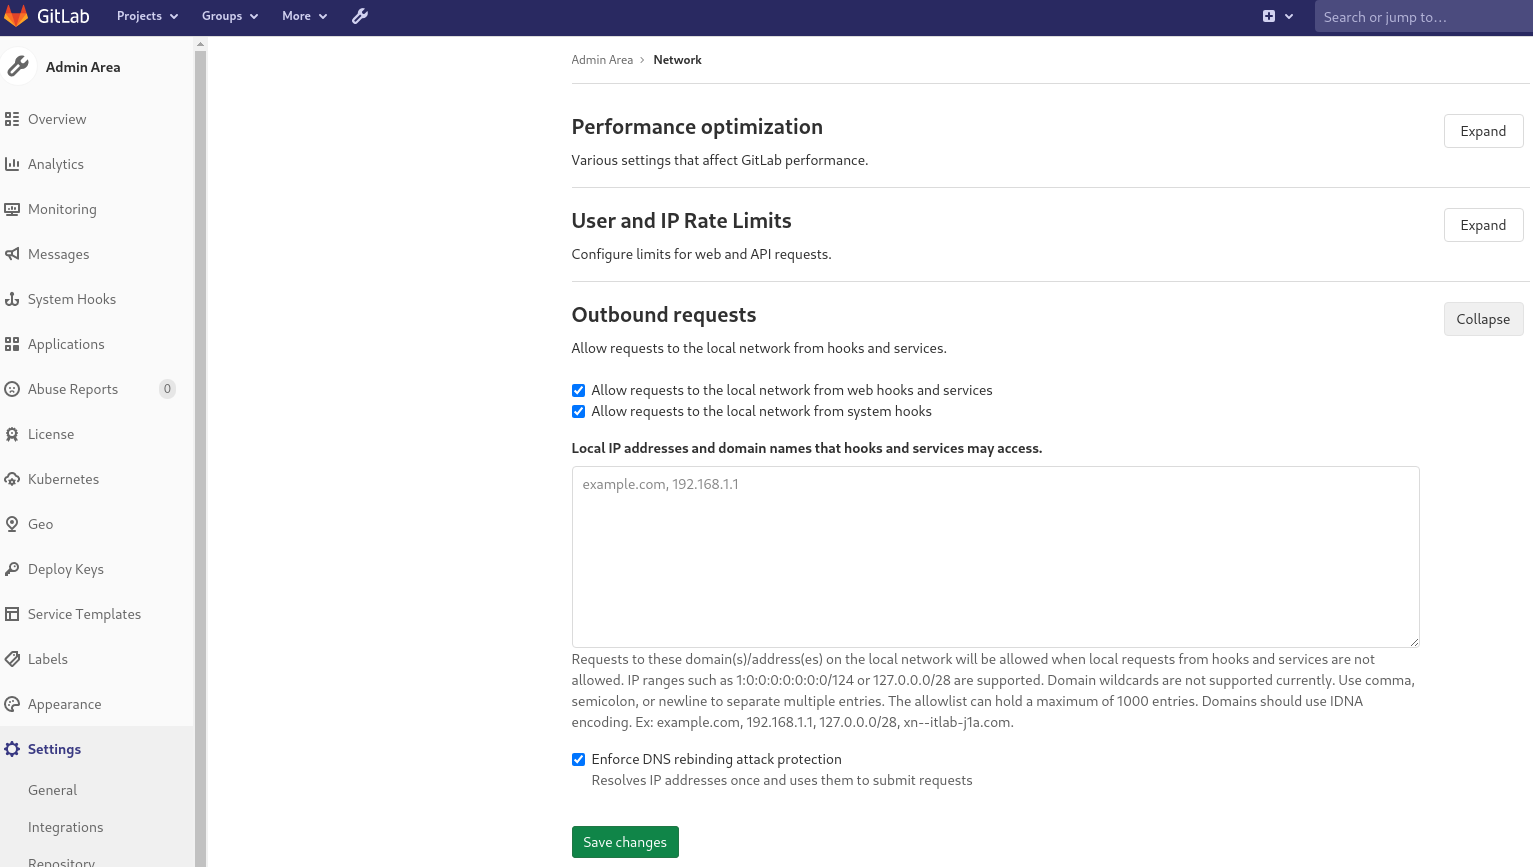 GitLab
Projects
Groups
More
Search or jump to…
Admin Area
Overview
Analytics
Monitoring
Messages
System Hooks
Applications
Abuse Reports 0
License
Kubernetes
Geo
Deploy Keys
Service Templates
Labels
Appearance
Settings
General
Integrations
Repository
Admin Area › Network
Performance optimization
Expand
Various settings that affect GitLab performance.
User and IP Rate Limits
Expand
Configure limits for web and API requests.
Outbound requests
Collapse
Allow requests to the local network from hooks and services.
Allow requests to the local network from web hooks and services
Allow requests to the local network from system hooks
Local IP addresses and domain names that hooks and services may access.
example.com, 192.168.1.1
Requests to these domain(s)/address(es) on the local network will be allowed when local requests from hooks and services are not
allowed. IP ranges such as 1:0:0:0:0:0:0:0/124 or 127.0.0.0/28 are supported. Domain wildcards are not supported currently. Use comma,
semicolon, or newline to separate multiple entries. The allowlist can hold a maximum of 1000 entries. Domains should use IDNA
encoding. Ex: example.com, 192.168.1.1, 127.0.0.0/28, xn--itlab-j1a.com.
Enforce DNS rebinding attack protection
Resolves IP addresses once and uses them to submit requests
Save changes